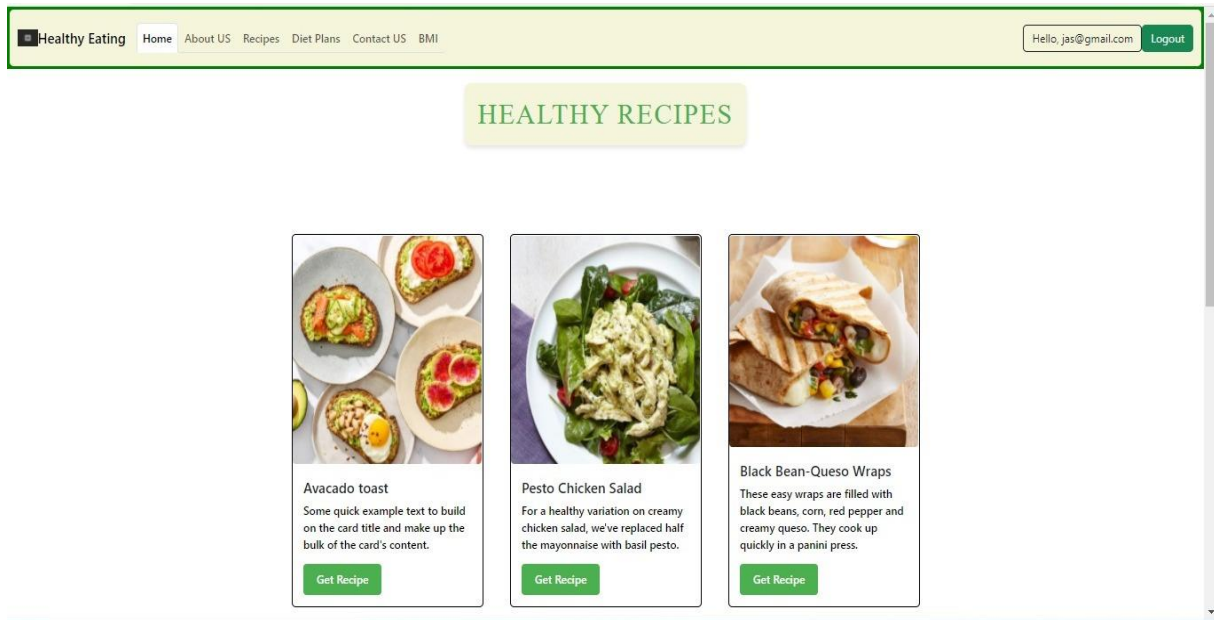 Healthy Eating Home About US Recipes Diet Plans Contact US BMI Hello, jas@gmail.com Logout
HEALTHY RECIPES
Avacado toast
Some quick example text to build
on the card title and make up the
bulk of the card's content.
Get Recipe
Pesto Chicken Salad
For a healthy variation on creamy
chicken salad, we've replaced half
the mayonnaise with basil pesto.
Get Recipe
Black Bean-Queso Wraps
These easy wraps are filled with
black beans, corn, red pepper and
creamy queso. They cook up
quickly in a panini press.
Get Recipe